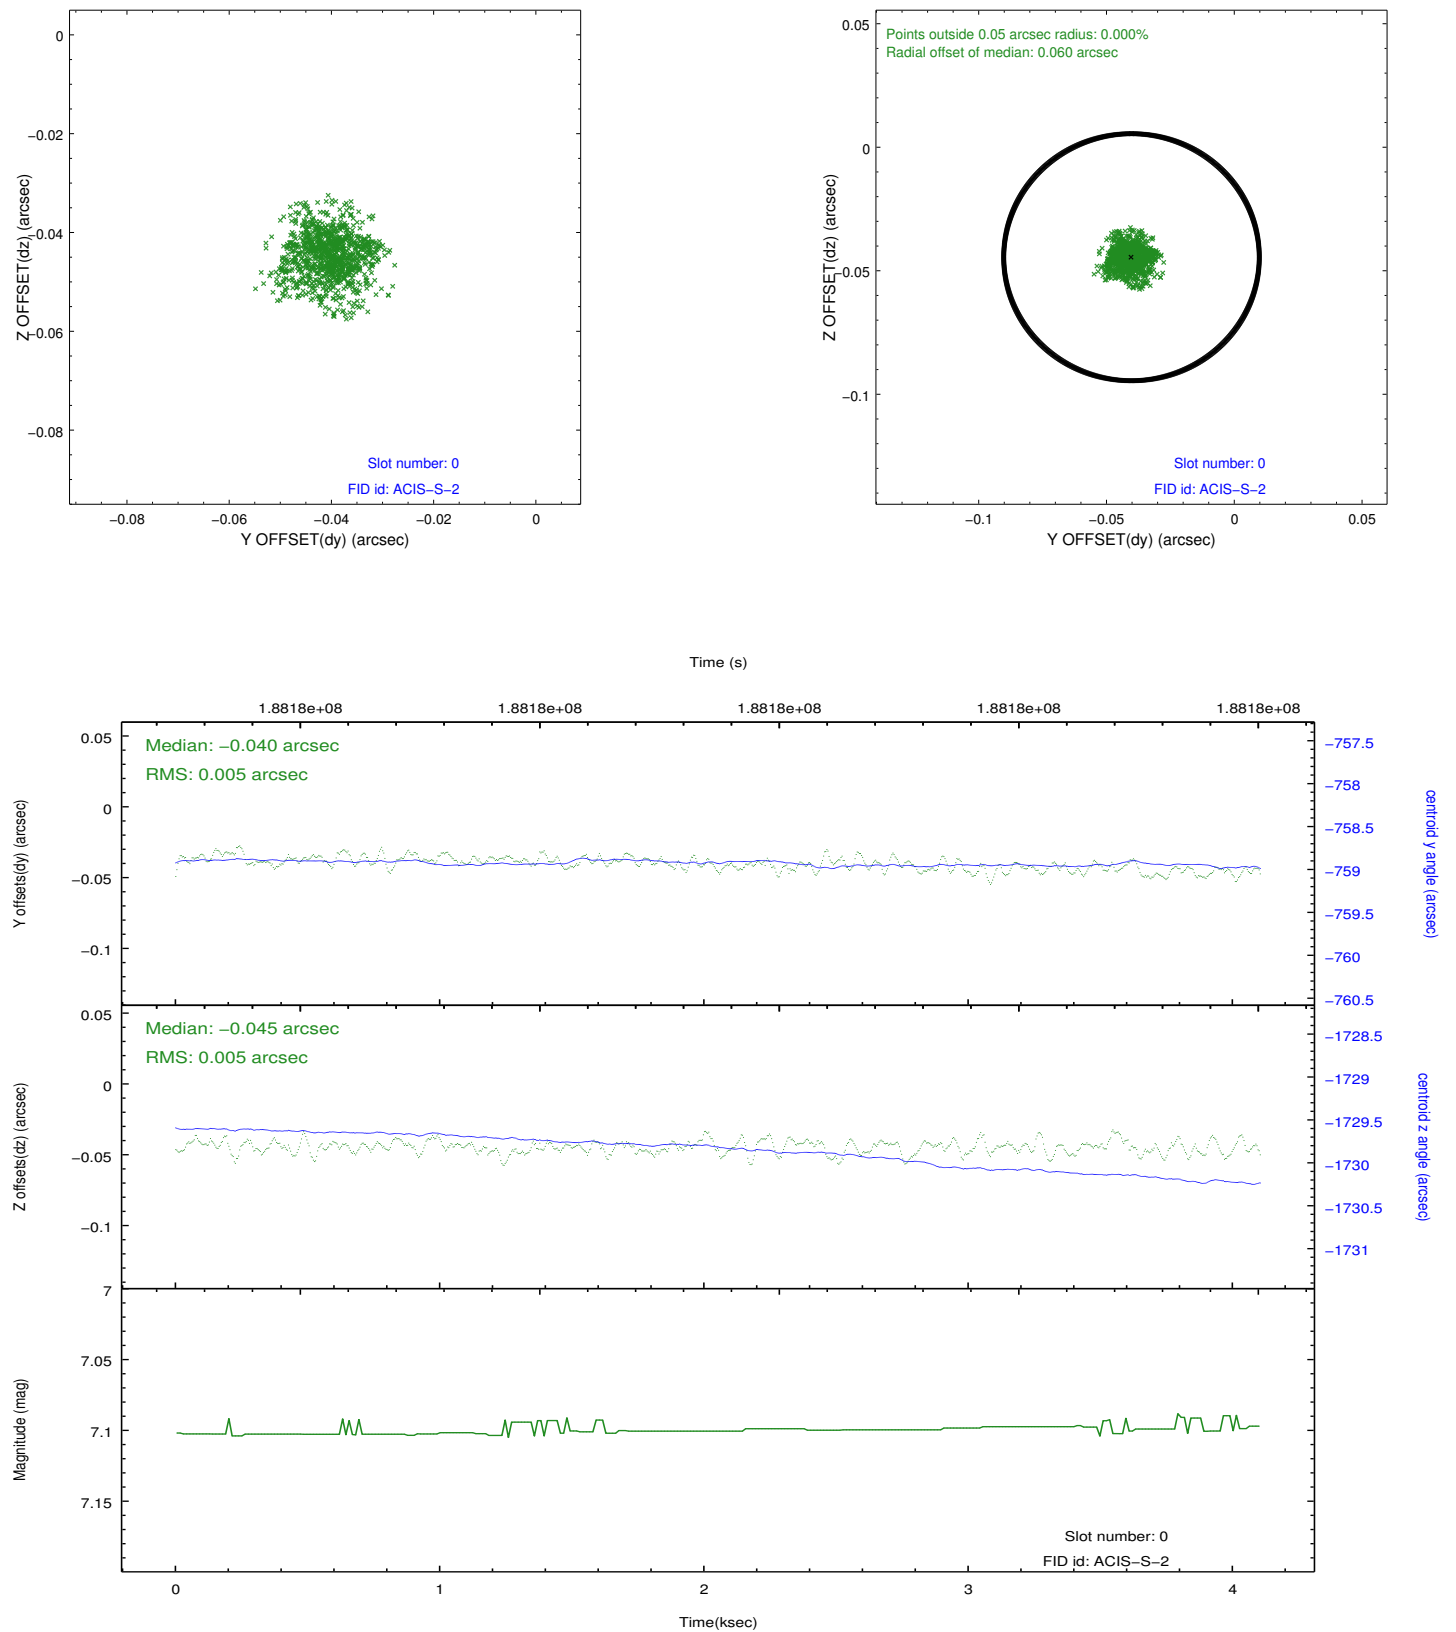 0
−0.02
−0.04
−0.06
−0.08
Z OFFSET(dz) (arcsec)
Slot number: 0
FID id: ACIS−S−2
−0.08
−0.06
−0.04
−0.02
0
Y OFFSET(dy) (arcsec)
Points outside 0.05 arcsec radius: 0.000%
Radial offset of median: 0.060 arcsec
0.05
0
−0.05
−0.1
Z OFFSET(dz) (arcsec)
Slot number: 0
FID id: ACIS−S−2
−0.1
−0.05
0
0.05
Y OFFSET(dy) (arcsec)
Time (s)
1.8818e+08
1.8818e+08
1.8818e+08
1.8818e+08
1.8818e+08
Median: −0.040 arcsec
RMS: 0.005 arcsec
0.05
0
−0.05
−0.1
Y offsets(dy) (arcsec)
−757.5
−758
−758.5
−759
−759.5
−760
−760.5
centroid y angle (arcsec)
Median: −0.045 arcsec
RMS: 0.005 arcsec
0.05
0
−0.05
−0.1
Z offsets(dz) (arcsec)
−1728.5
−1729
−1729.5
−1730
−1730.5
−1731
centroid z angle (arcsec)
7
7.05
7.1
7.15
Magnitude (mag)
Slot number: 0
FID id: ACIS−S−2
0
1
2
3
4
Time(ksec)